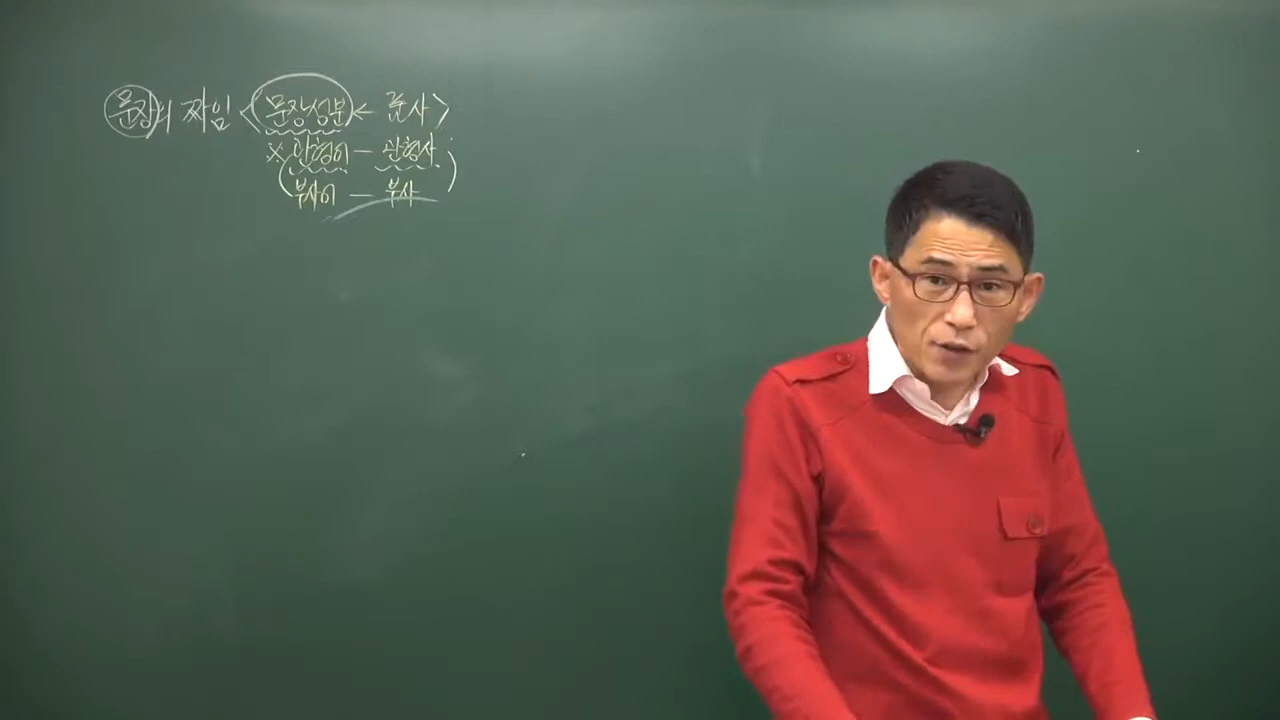 문장의 짜임 <문장성분 ← 품사>
※ 관형어 — 관형사
(부사어 — 부사)